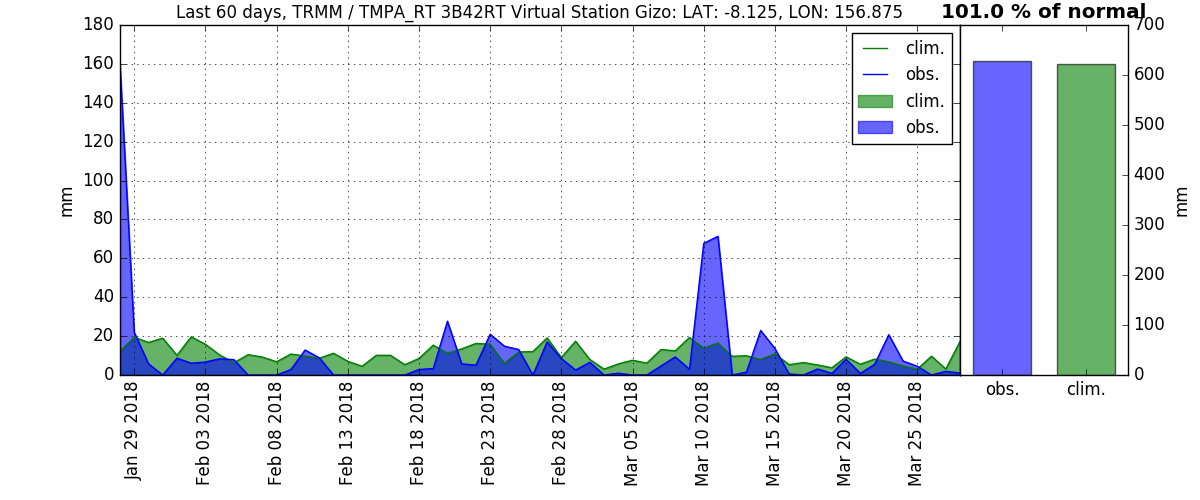 Last 60 days, TRMM / TMPA_RT 3B42RT Virtual Station Gizo: LAT: -8.125, LON: 156.875
101.0 % of normal
mm
180
160
140
120
100
80
60
40
20
0
clim.
obs.
clim.
obs.
Jan 29 2018
Feb 03 2018
Feb 08 2018
Feb 13 2018
Feb 18 2018
Feb 23 2018
Feb 28 2018
Mar 05 2018
Mar 10 2018
Mar 15 2018
Mar 20 2018
Mar 25 2018
700
600
500
400
300
200
100
0
mm
obs.
clim.